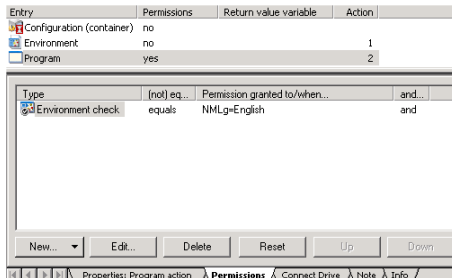 Entry Permissions Return value variable Action
Configuration (container) no
Environment no 1
Program yes 2
Type (not) eq... Permission granted to/when... and...
Environment check equals NMLg=English and
New... Edit... Delete Reset Up Down
Properties: Program action Permissions Connect Drive Note Info